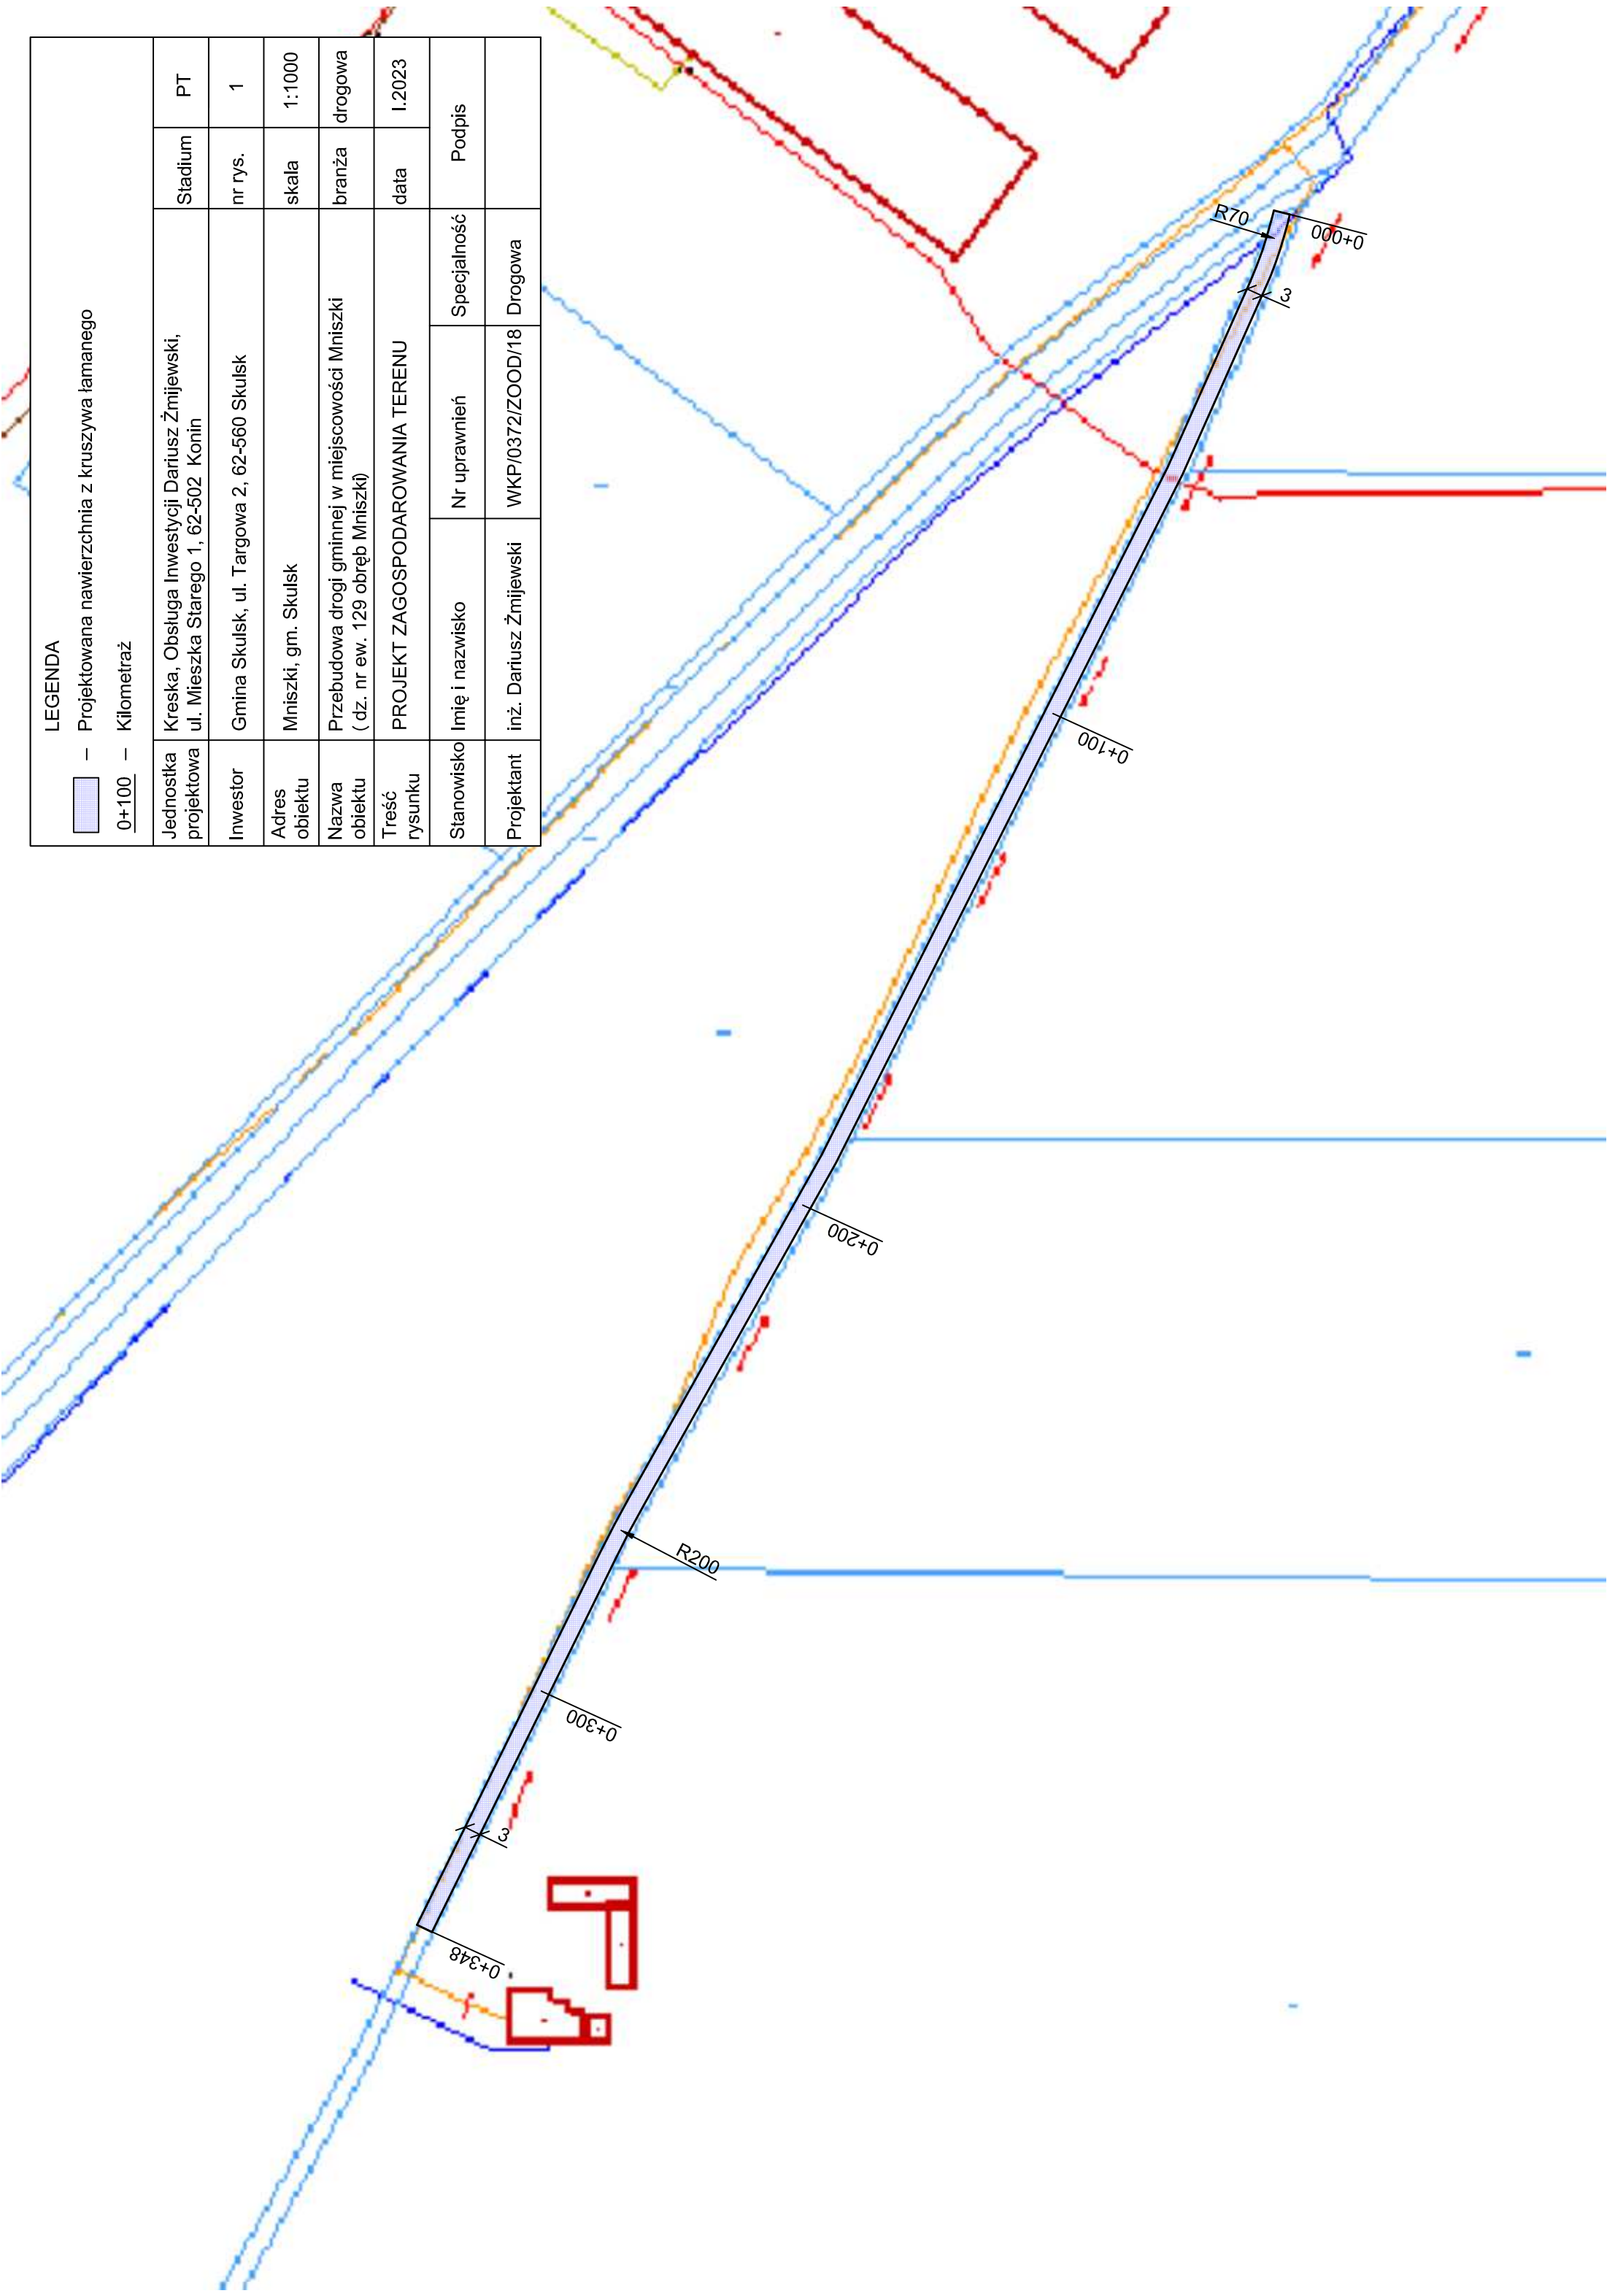 LEGENDA
– Projektowana nawierzchnia z kruszywa łamanego
0+100 – Kilometraż
Jednostka projektowa
Kreska, Obsługa Inwestycji Dariusz Żmijewski,
ul. Mieszka Starego 1, 62-502 Konin
Stadium
PT
Inwestor
Gmina Skulsk, ul. Targowa 2, 62-560 Skulsk
nr rys.
1
Adres
obiektu
Mniszki, gm. Skulsk
skala
1:1000
Nazwa
obiektu
Przebudowa drogi gminnej w miejscowości Mniszki
( dz. nr ew. 129 obręb Mniszki)
branża
drogowa
Treść
rysunku
PROJEKT ZAGOSPODAROWANIA TERENU
data
I.2023
Stanowisko
Imię i nazwisko
Nr uprawnień
Specjalność
Podpis
Projektant
inż. Dariusz Żmijewski
WKP/0372/ZOOD/18
Drogowa
R70
0+000
3
0+100
0+200
R200
0+300
3
0+348